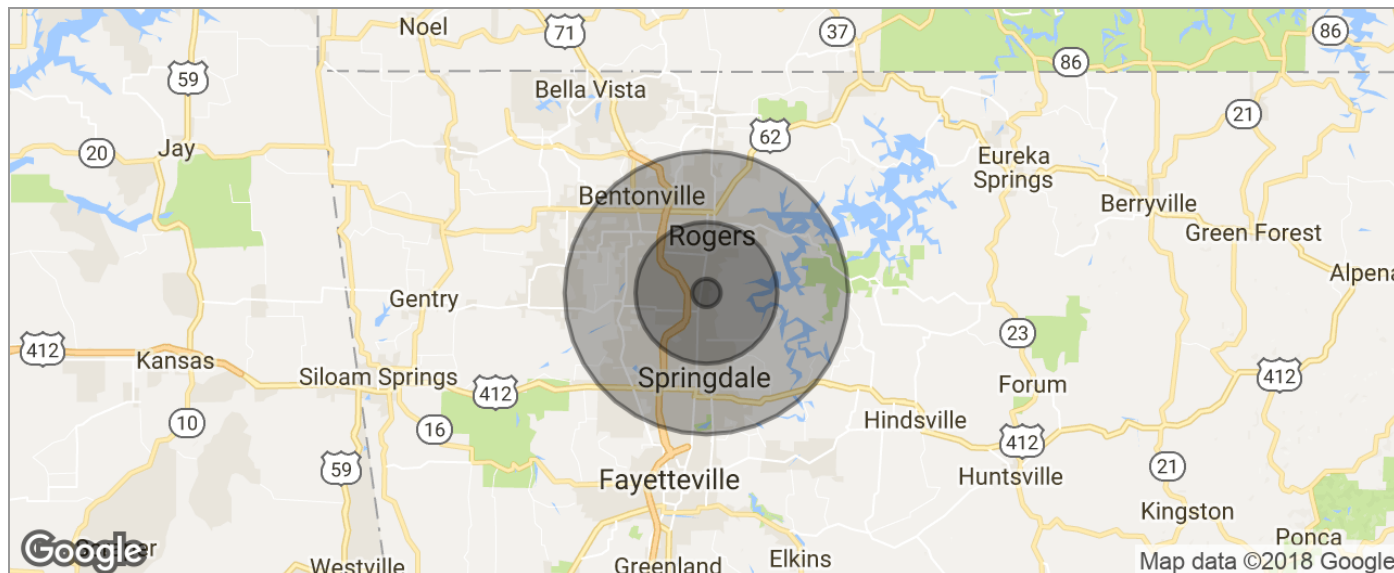 Noel
71
37
86
86
59
Bella Vista
21
62
20
Jay
Eureka
Springs
Bentonville
Berryville
Rogers
Green Forest
Alpena
Gentry
23
412
Kansas
Siloam Springs
412
Springdale
Forum
412
10
16
Hindsville
412
59
Fayetteville
Huntsville
21
Kingston
Ponca
Google
Westville
Greenland
Elkins
Map data ©2018 Google